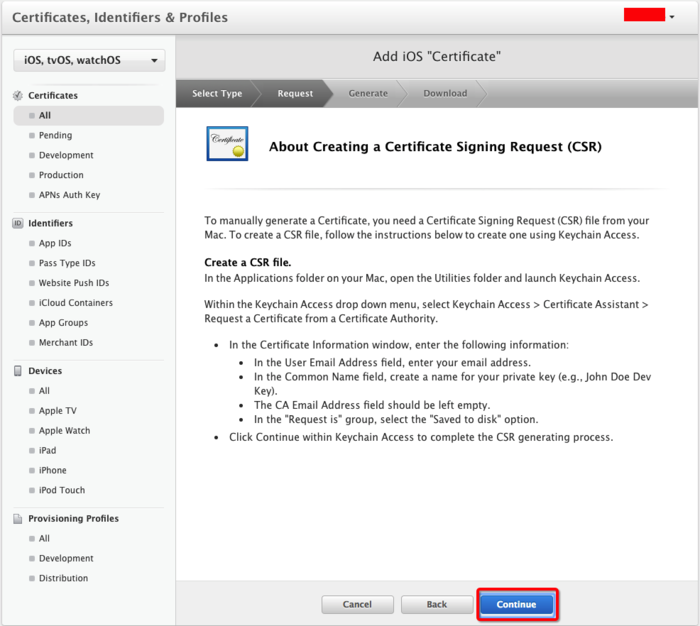 Certificates, Identifiers & Profiles
iOS, tvOS, watchOS
Certificates
All
Pending
Development
Production
APNs Auth Key
ID Identifiers
App IDs
Pass Type IDs
Website Push IDs
iCloud Containers
App Groups
Merchant IDs
Devices
All
Apple TV
Apple Watch
iPad
iPhone
iPod Touch
Provisioning Profiles
All
Development
Distribution
Add iOS "Certificate"
Select Type Request Generate Download
Certificate
About Creating a Certificate Signing Request (CSR)
To manually generate a Certificate, you need a Certificate Signing Request (CSR) file from your
Mac. To create a CSR file, follow the instructions below to create one using Keychain Access.
Create a CSR file.
In the Applications folder on your Mac, open the Utilities folder and launch Keychain Access.
Within the Keychain Access drop down menu, select Keychain Access > Certificate Assistant >
Request a Certificate from a Certificate Authority.
• In the Certificate Information window, enter the following information:
• In the User Email Address field, enter your email address.
• In the Common Name field, create a name for your private key (e.g., John Doe Dev
Key).
• The CA Email Address field should be left empty.
• In the "Request is" group, select the "Saved to disk" option.
• Click Continue within Keychain Access to complete the CSR generating process.
Cancel Back Continue